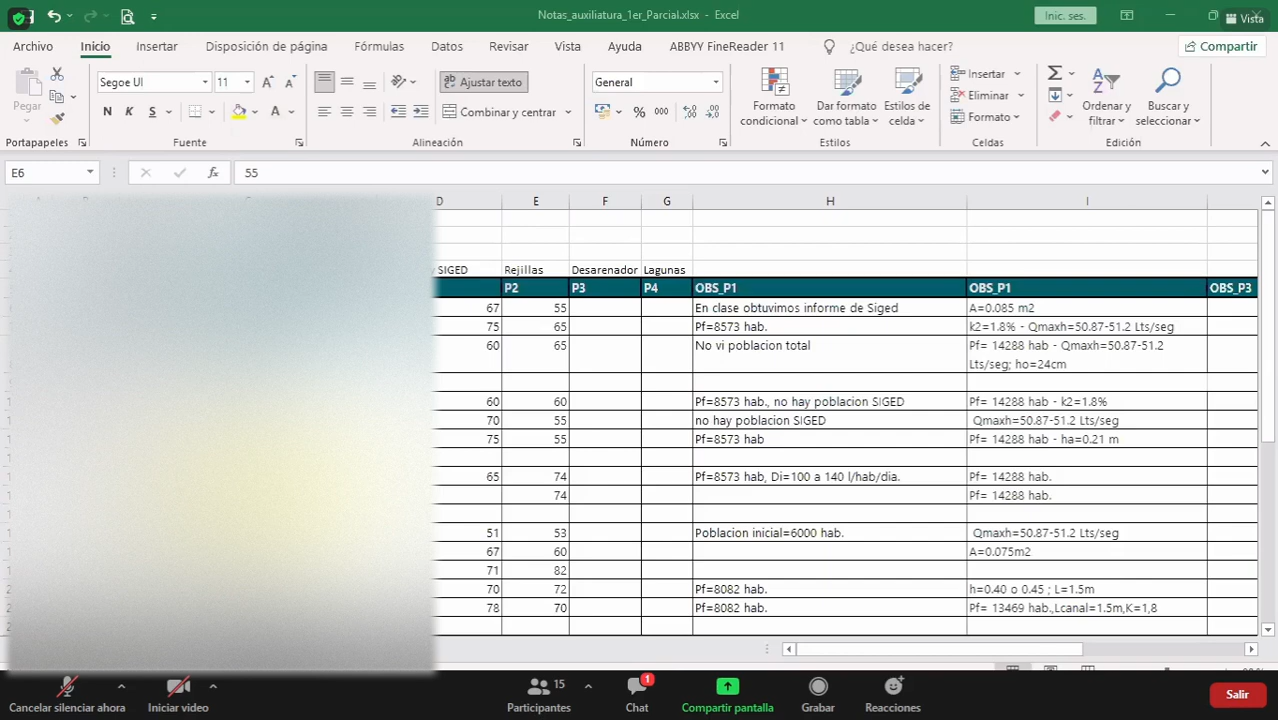 Notas_auxiliatura_1er_Parcial.xlsx - Excel
Inic. ses.
Vista
Archivo Inicio Insertar Disposición de página Fórmulas Datos Revisar Vista Ayuda ABBYY FineReader 11 ¿Qué desea hacer? Compartir
Pegar
Portapapeles
Segoe UI 11
N K S
Fuente
Ajustar texto
Combinar y centrar
Alineación
General
% 000
Número
Formato condicional
Dar formato como tabla
Estilos de celda
Estilos
Insertar
Eliminar
Formato
Celdas
Ordenar y filtrar
Buscar y seleccionar
Edición
E6 fx 55
D E F G H I
SIGED Rejillas Desarenador Lagunas
P2 P3 P4 OBS_P1 OBS_P1 OBS_P3
67 55 En clase obtuvimos informe de Siged A=0.085 m2
75 65 Pf=8573 hab. k2=1.8% - Qmaxh=50.87-51.2 Lts/seg
60 65 No vi poblacion total Pf= 14288 hab - Qmaxh=50.87-51.2
Lts/seg; ho=24cm
60 60 Pf=8573 hab., no hay poblacion SIGED Pf= 14288 hab - k2=1.8%
70 55 no hay poblacion SIGED Qmaxh=50.87-51.2 Lts/seg
75 55 Pf=8573 hab Pf= 14288 hab - ha=0.21 m
65 74 Pf=8573 hab, Di=100 a 140 l/hab/dia. Pf= 14288 hab.
74 Pf= 14288 hab.
51 53 Poblacion inicial=6000 hab. Qmaxh=50.87-51.2 Lts/seg
67 60 A=0.075m2
71 82
70 72 Pf=8082 hab. h=0.40 o 0.45 ; L=1.5m
78 70 Pf=8082 hab. Pf= 13469 hab.,Lcanal=1.5m,K=1,8
15 1
Cancelar silenciar ahora Iniciar video Participantes Chat Compartir pantalla Grabar Reacciones Salir